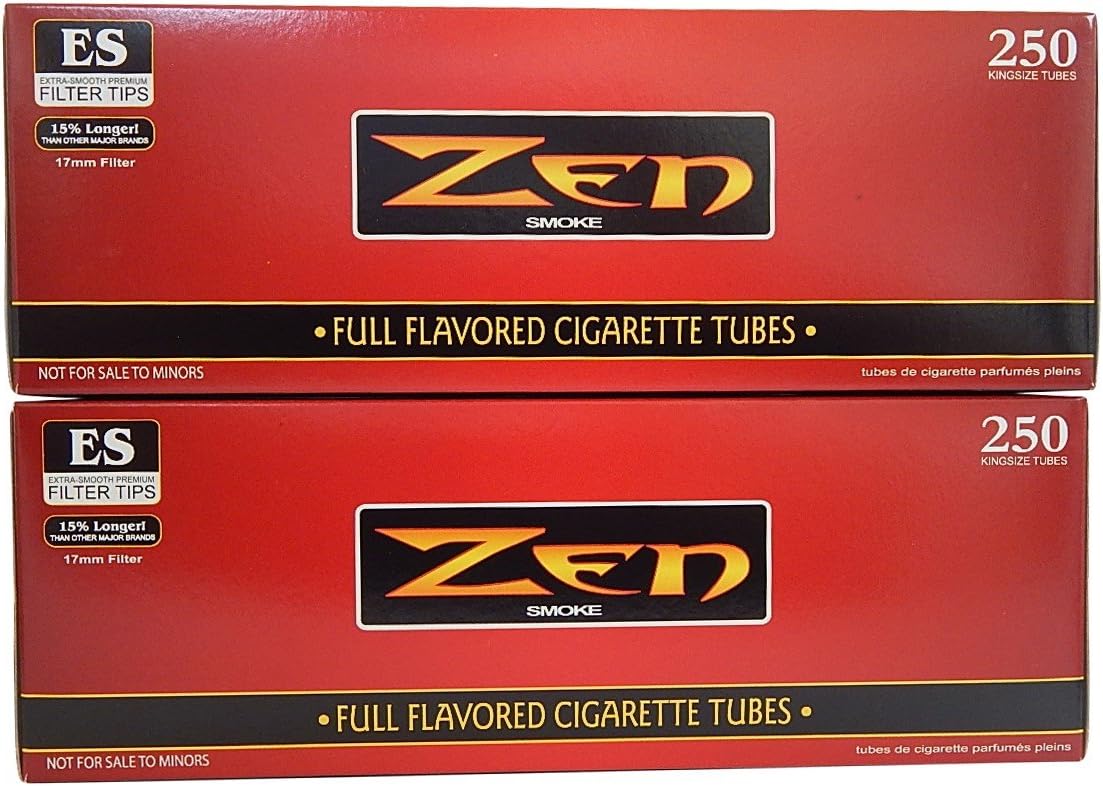 ES
EXTRA-SMOOTH PREMIUM
FILTER TIPS
15% Longer!
THAN OTHER MAJOR BRANDS
17mm Filter
250
KINGSIZE TUBES
Zen
SMOKE
• FULL FLAVORED CIGARETTE TUBES •
NOT FOR SALE TO MINORS
tubes de cigarette parfumés pleins
ES
EXTRA-SMOOTH PREMIUM
FILTER TIPS
15% Longer!
THAN OTHER MAJOR BRANDS
17mm Filter
250
KINGSIZE TUBES
Zen
SMOKE
• FULL FLAVORED CIGARETTE TUBES •
NOT FOR SALE TO MINORS
tubes de cigarette parfumés pleins